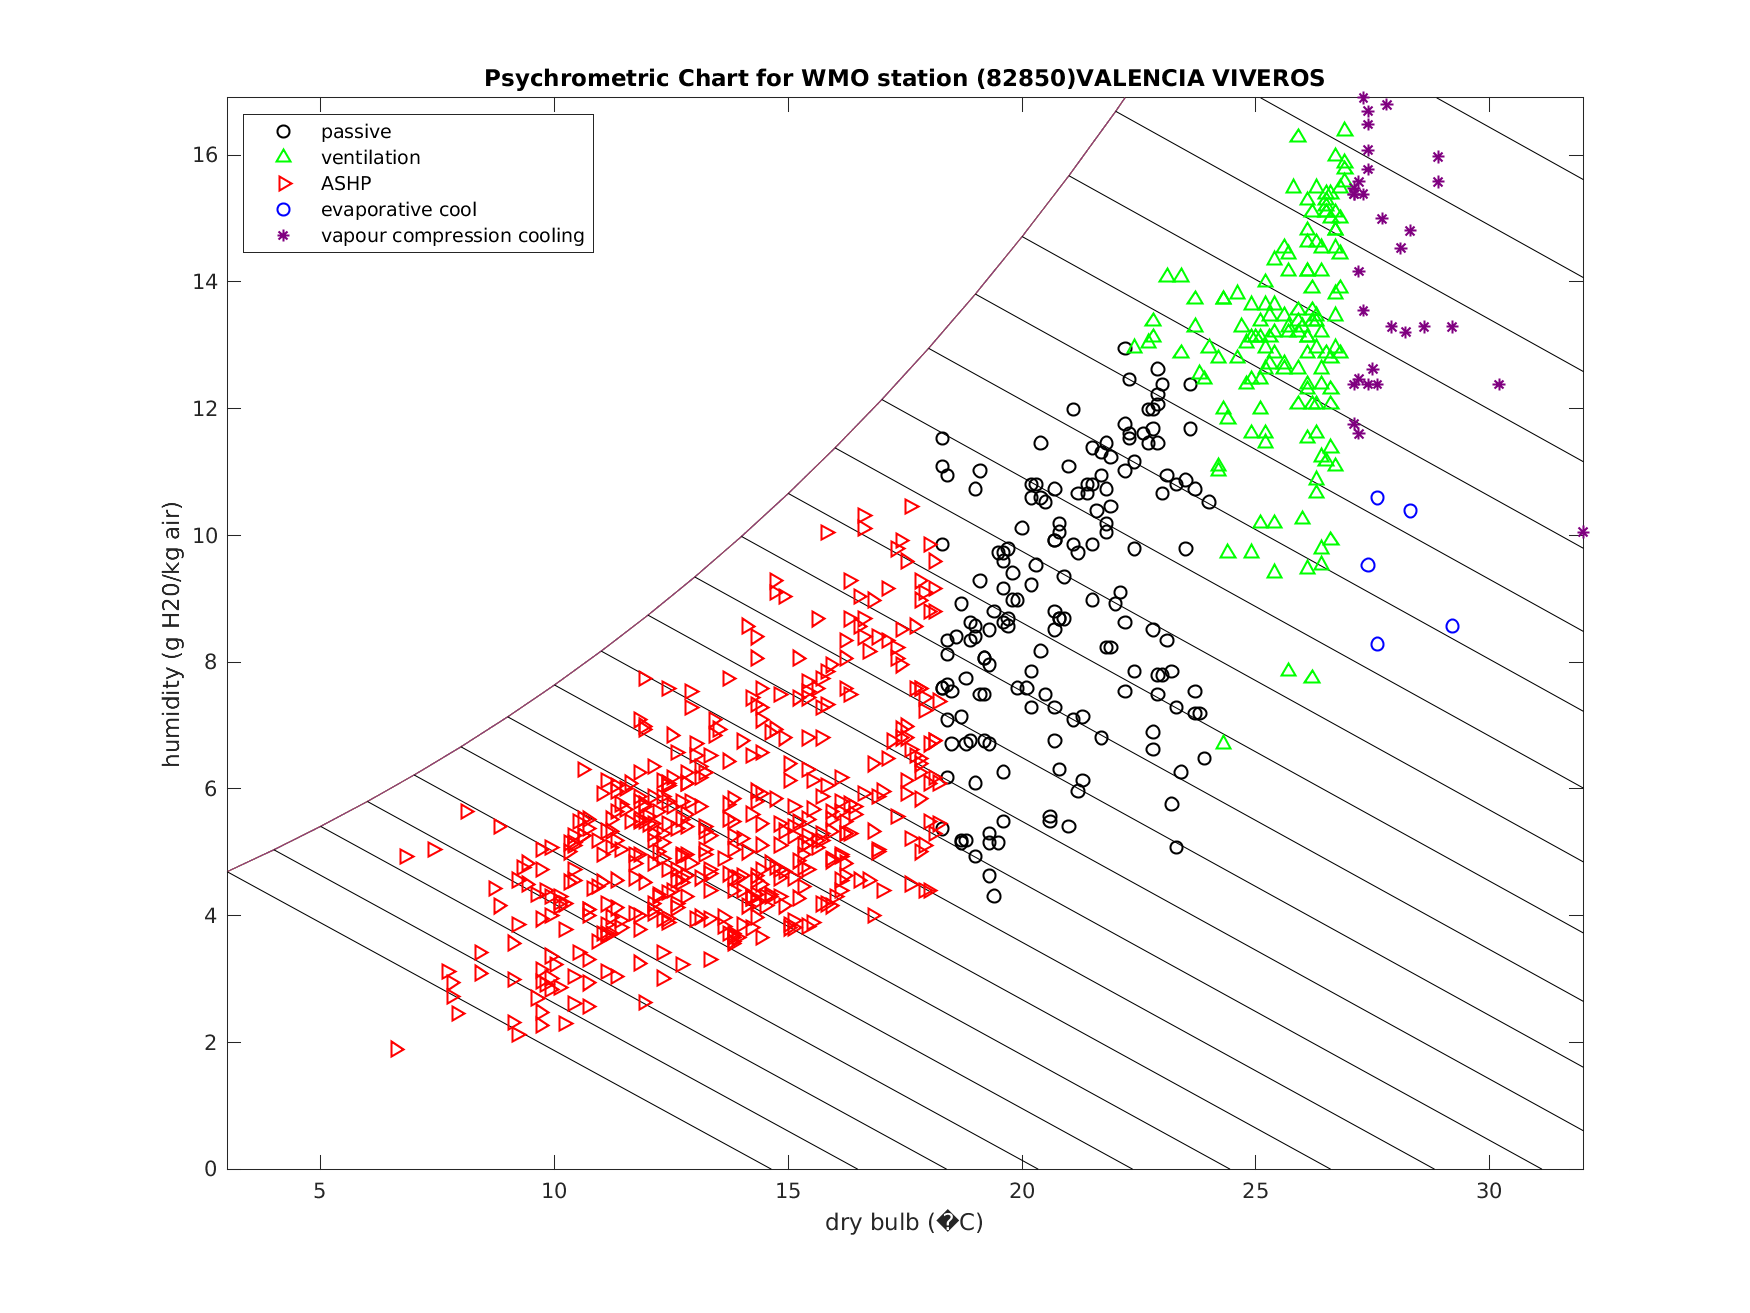 Psychrometric Chart for WMO station (82850)VALENCIA VIVEROS
passive
ventilation
ASHP
evaporative cool
vapour compression cooling
humidity (g H20/kg air)
16
14
12
10
8
6
4
2
0
5 10 15 20 25 30
dry bulb (�C)